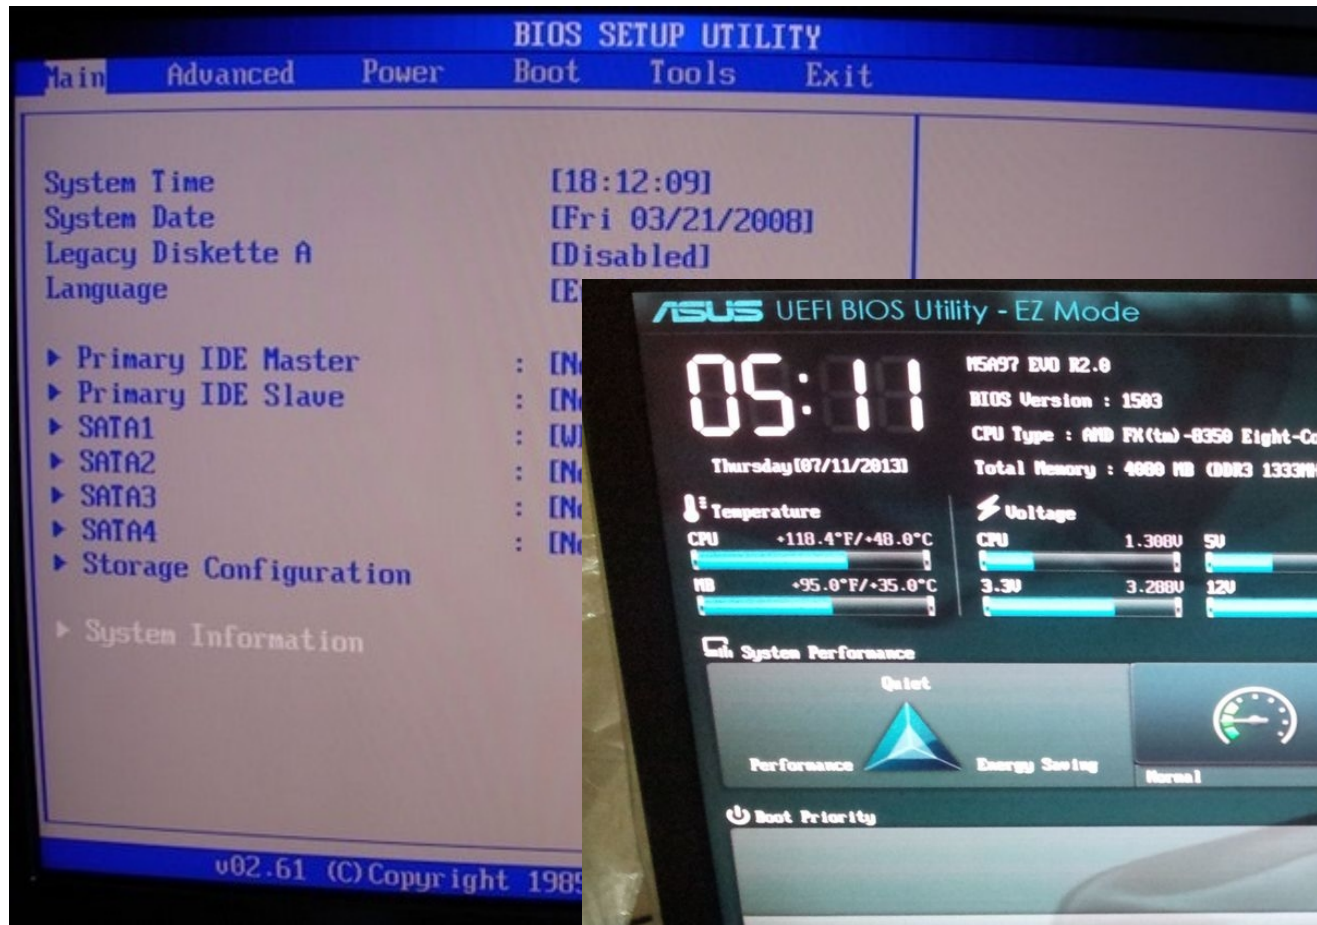 BIOS SETUP UTILITY
Main Advanced Power Boot Tools Exit
System Time [18:12:09]
System Date [Fri 03/21/2008]
Legacy Diskette A [Disabled]
Language
Primary IDE Master :
Primary IDE Slave :
SATA1 :
SATA2 :
SATA3 :
SATA4 :
Storage Configuration
System Information
v02.61 (C)Copyright
ASUS UEFI BIOS Utility - EZ Mode
05:11
Thursday[07/11/2013]
M5A97 EVO R2.0
BIOS Version : 1503
CPU Type : AMD FX(tm)-8350
Total Memory : 4080 MB (DDR3
Temperature
CPU +118.4°F/+48.0°C
MB +95.0°F/+35.0°C
Voltage
CPU 1.308V 5V
3.3V 3.288V 12V
System Performance
Quiet
Performance
Energy Saving
Normal
Boot Priority